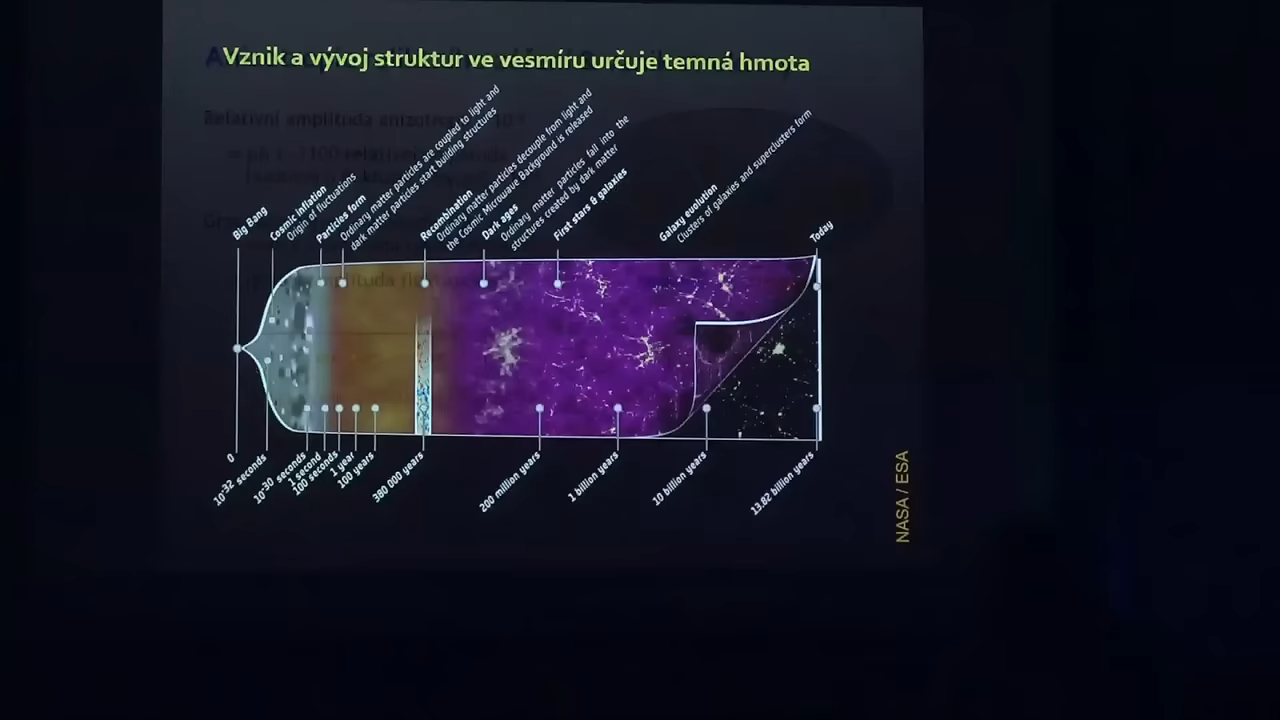 Vznik a vývoj struktur ve vesmíru určuje temná hmota
Big Bang
Cosmic Inflation
Origin of fluctuations
Particles form
Ordinary matter particles are coupled to light and
dark matter particles start building structures
Recombination
Ordinary matter particles decouple from light and
the Cosmic Microwave Background is released
Dark ages
Ordinary matter particles fall into the
structures created by dark matter
First stars & galaxies
Galaxy evolution
Clusters of galaxies and superclusters form
Today
0
10⁻³² seconds
10⁻³⁰ seconds
1 second
100 seconds
1 year
100 years
380 000 years
200 million years
1 billion years
10 billion years
13.82 billion years
NASA / ESA